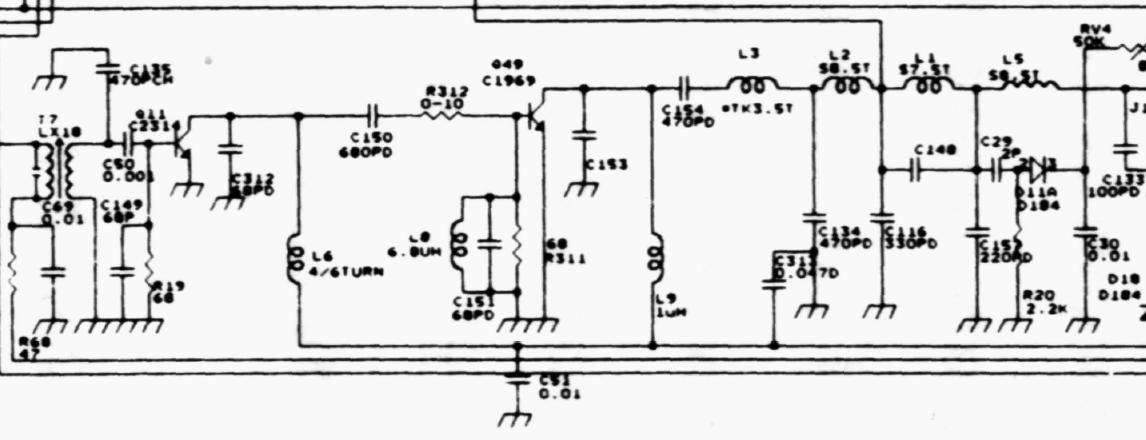 RV4
50K
C135
470PCH
Q49
C1969
L3
L2
S8.5T
L1
S7.5T
L5
S8.5T
R312
0-10
T7
LX18
Q11
C2314
C150
680PD
C154
470PD
*TK3.5T
J1
C50
0.001
C312
68PD
C153
C148
C29
2P
2
3
C133
100PD
D11A
D184
C69
0.01
C149
68P
L6
4/6TURN
L8
6.8UH
68
R311
C134
470PD
C116
330PD
C152
220PD
C30
0.01
C313
0.047D
R19
68
C151
68PD
L9
1uH
R20
2.2K
D18
D184
R68
47
C51
0.01